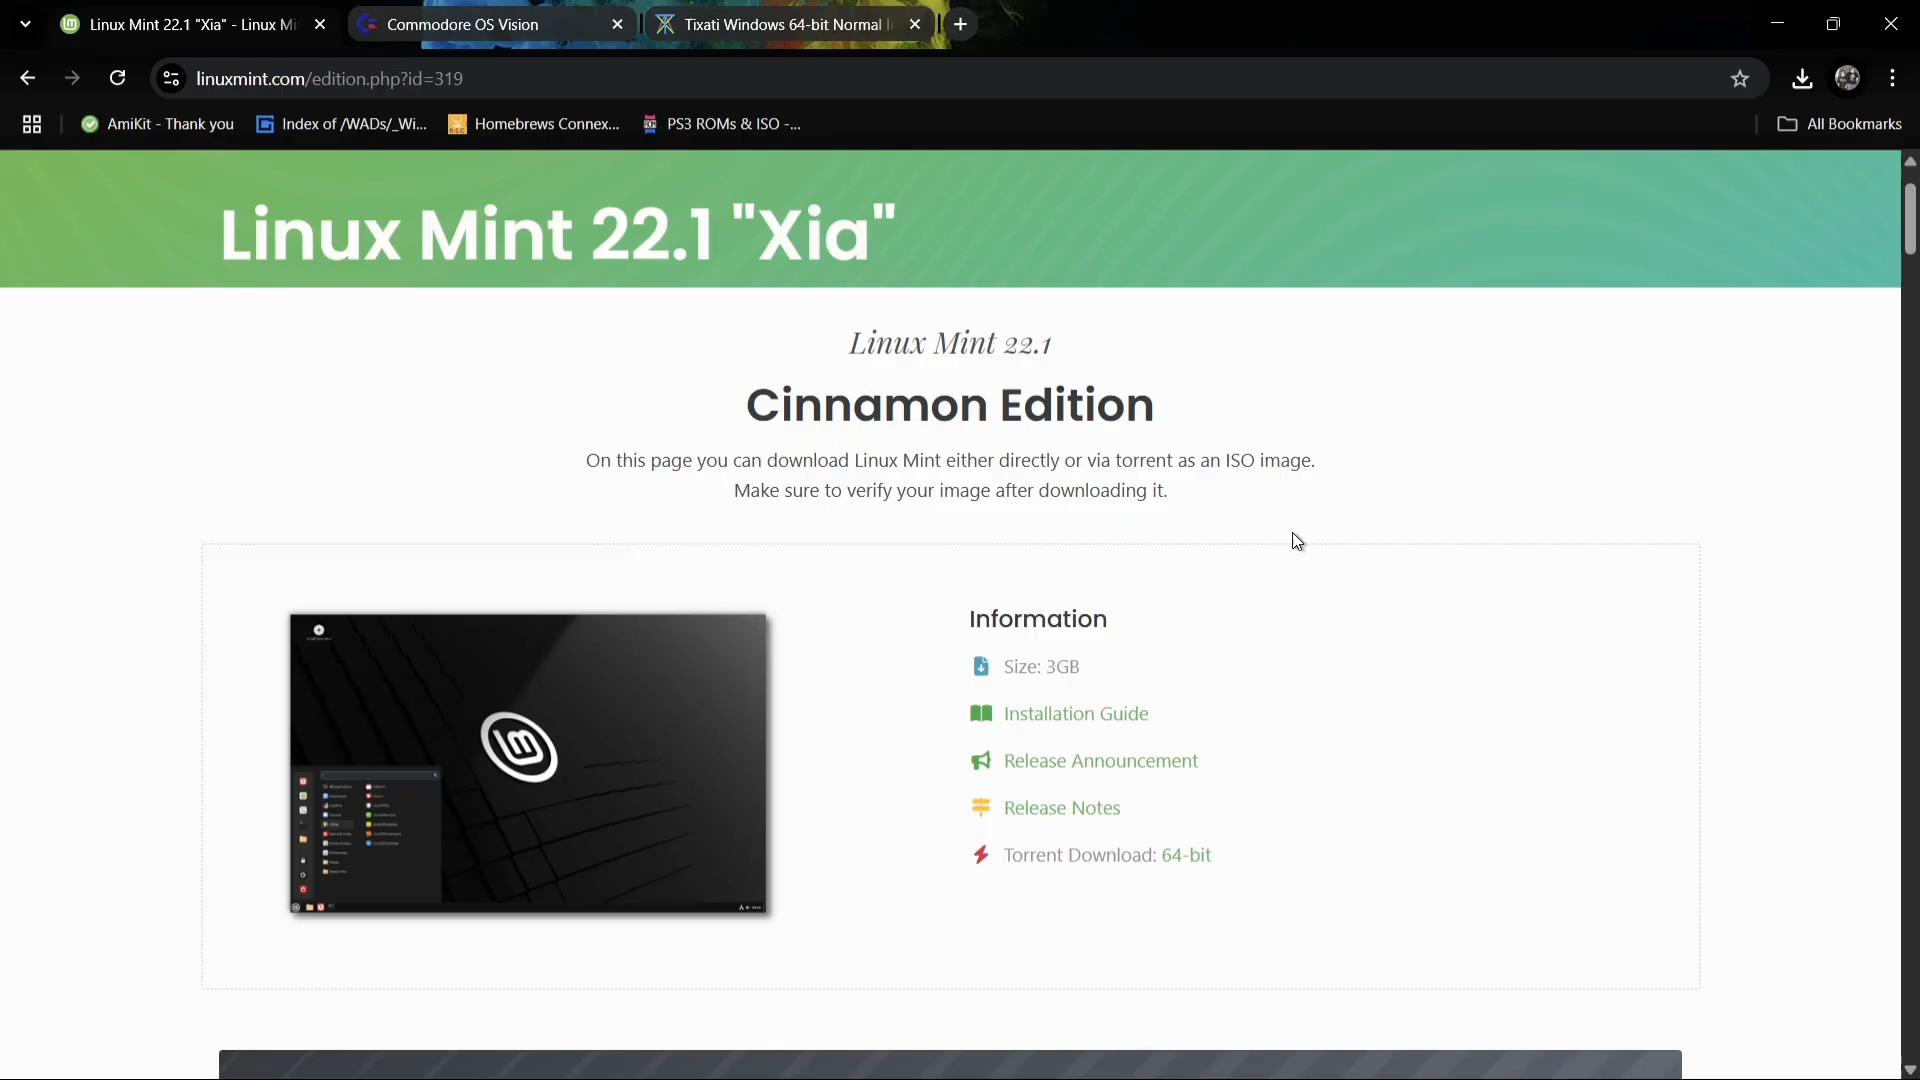 Linux Mint 22.1 "Xia" - Linux Mi
Commodore OS Vision
Tixati Windows 64-bit Normal I
linuxmint.com/edition.php?id=319
AmiKit - Thank you
Index of /WADs/_Wi...
Homebrews Connex...
PS3 ROMs & ISO -...
All Bookmarks
Linux Mint 22.1 "Xia"
Linux Mint 22.1
Cinnamon Edition
On this page you can download Linux Mint either directly or via torrent as an ISO image.
Make sure to verify your image after downloading it.
Information
Size: 3GB
Installation Guide
Release Announcement
Release Notes
Torrent Download: 64-bit